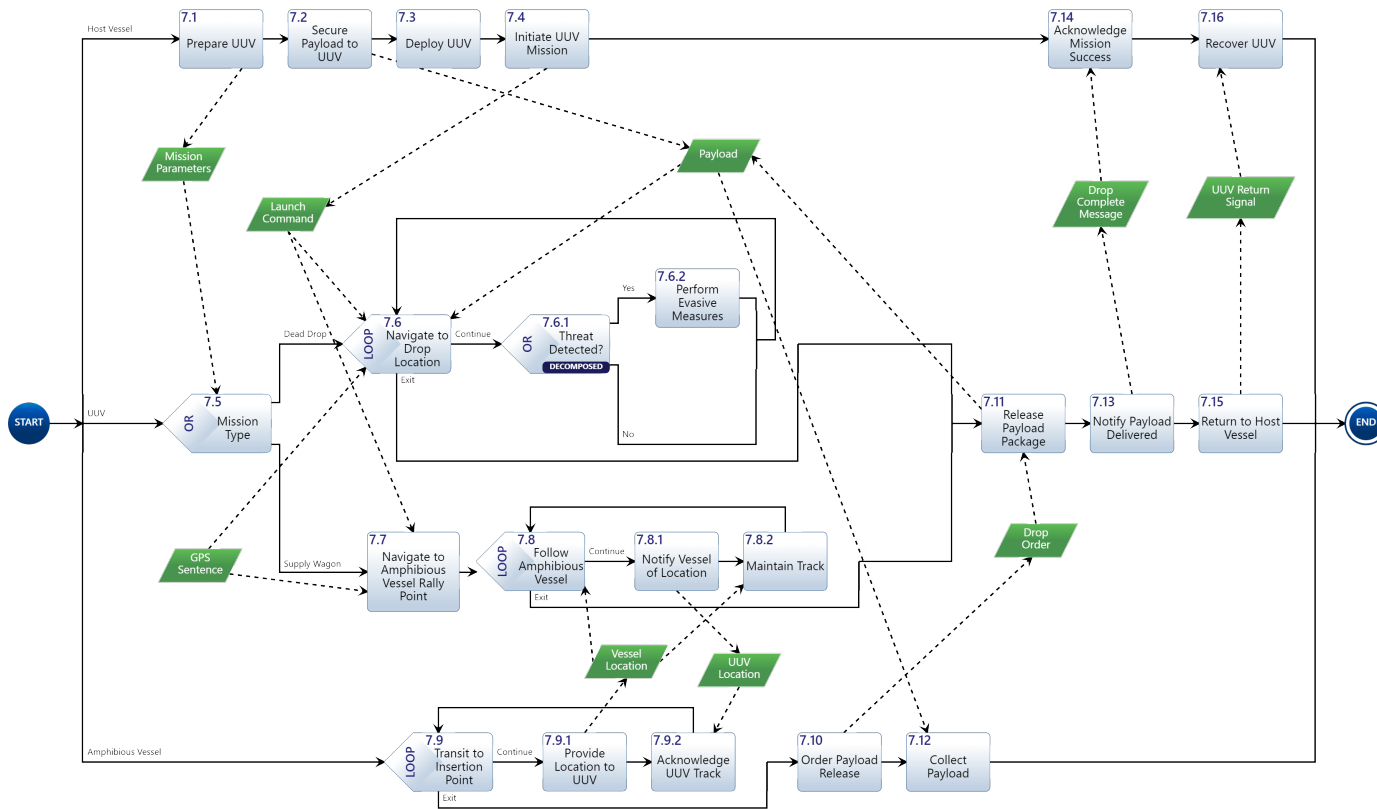 Host Vessel
7.1
Prepare UUV
7.2
Secure
Payload to
UUV
7.3
Deploy UUV
7.4
Initiate UUV
Mission
7.14
Acknowledge
Mission
Success
7.16
Recover UUV
Mission
Parameters
Payload
Launch
Command
Drop
Complete
Message
UUV Return
Signal
7.6.2
Perform
Evasive
Measures
Yes
Dead Drop
LOOP
7.6
Navigate to
Drop
Location
Continue
Exit
OR
7.6.1
Threat
Detected?
DECOMPOSED
No
START
UUV
OR
7.5
Mission
Type
7.11
Release
Payload
Package
7.13
Notify Payload
Delivered
7.15
Return to Host
Vessel
END
GPS
Sentence
Supply Wagon
7.7
Navigate to
Amphibious
Vessel Rally
Point
LOOP
7.8
Follow
Amphibious
Vessel
Continue
Exit
7.8.1
Notify Vessel
of Location
7.8.2
Maintain Track
Drop
Order
Vessel
Location
UUV
Location
Amphibious Vessel
LOOP
7.9
Transit to
Insertion
Point
Continue
Exit
7.9.1
Provide
Location to
UUV
7.9.2
Acknowledge
UUV Track
7.10
Order Payload
Release
7.12
Collect
Payload